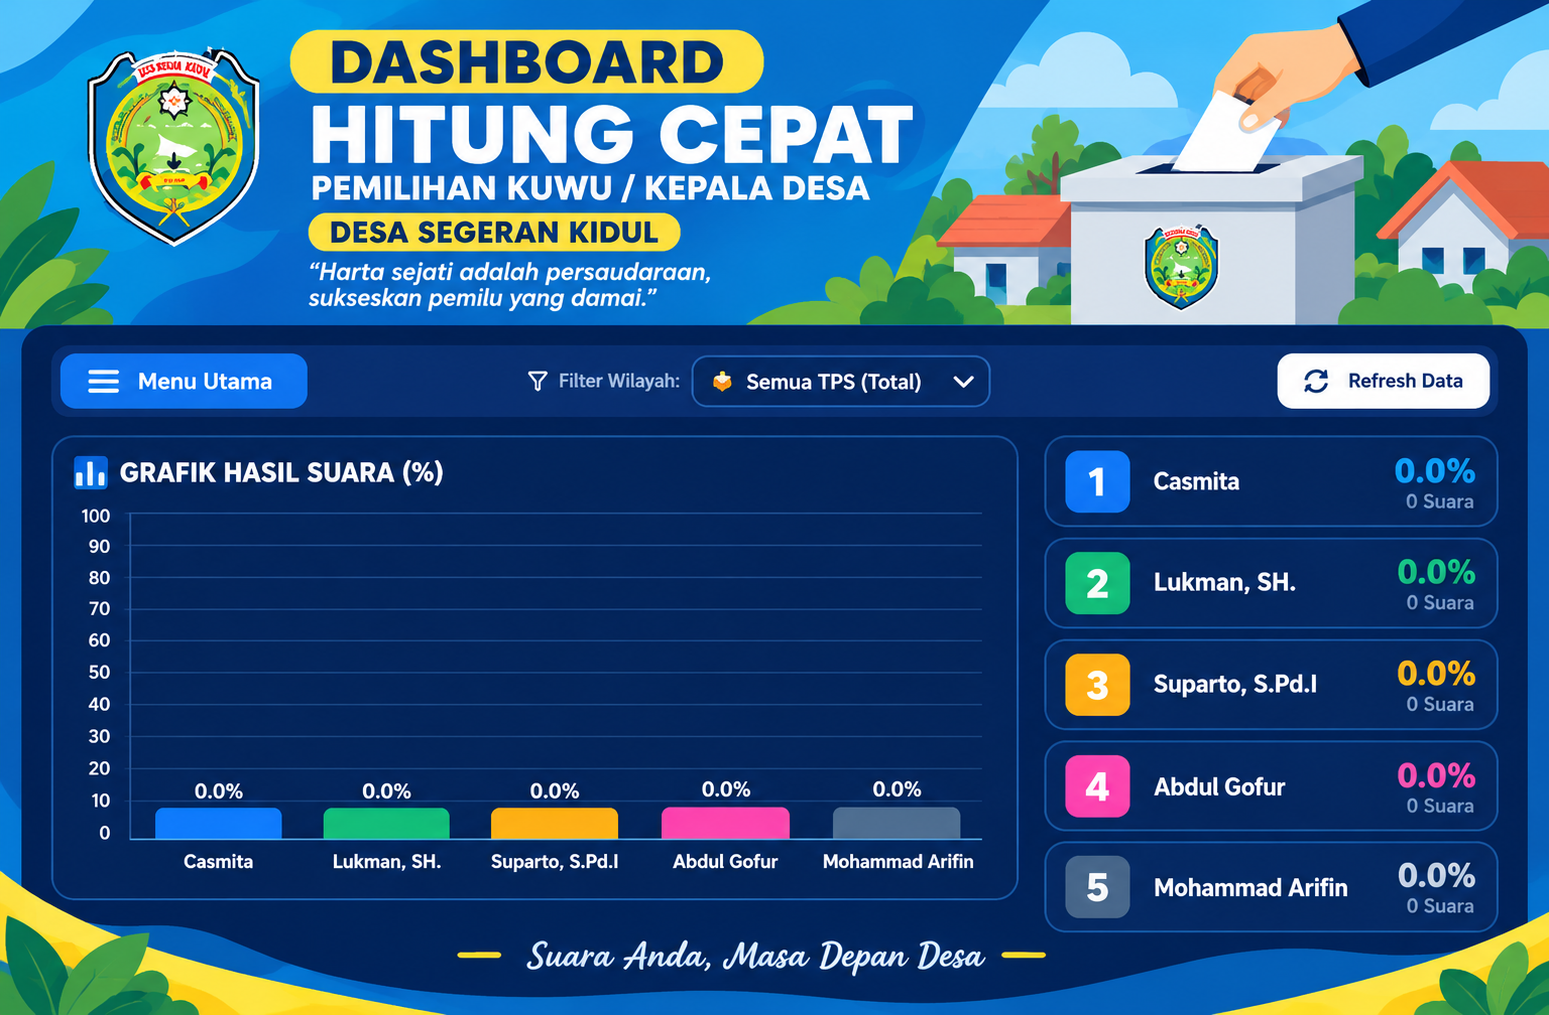 DASHBOARD
HITUNG CEPAT
PEMILIHAN KUWU / KEPALA DESA
DESA SEGERAN KIDUL
“Harta sejati adalah persaudaraan,
sukseskan pemilu yang damai.”
Menu Utama
Filter Wilayah:
Semua TPS (Total)
Refresh Data
GRAFIK HASIL SUARA (%)
100
90
80
70
60
50
40
30
20
10
0
0.0%
0.0%
0.0%
0.0%
0.0%
Casmita
Lukman, SH.
Suparto, S.Pd.I
Abdul Gofur
Mohammad Arifin
1
Casmita
0.0%
0 Suara
2
Lukman, SH.
0.0%
0 Suara
3
Suparto, S.Pd.I
0.0%
0 Suara
4
Abdul Gofur
0.0%
0 Suara
5
Mohammad Arifin
0.0%
0 Suara
Suara Anda, Masa Depan Desa